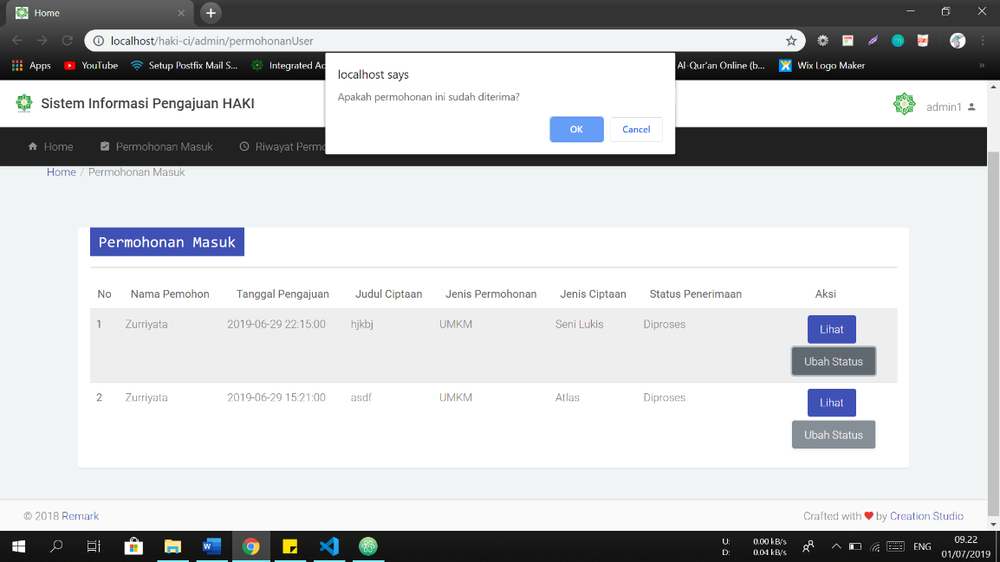 Home
localhost/haki-ci/admin/permohonanUser
Apps YouTube Setup Postfix Mail S... Integrated Ac Al-Qur'an Online (b... Wix Logo Maker »
localhost says
Apakah permohonan ini sudah diterima?
OK Cancel
Sistem Informasi Pengajuan HAKI
admin1
Home Permohonan Masuk Riwayat Permo
Home / Permohonan Masuk
Permohonan Masuk
No Nama Pemohon Tanggal Pengajuan Judul Ciptaan Jenis Permohonan Jenis Ciptaan Status Penerimaan Aksi
1 Zurriyata 2019-06-29 22:15:00 hjkbj UMKM Seni Lukis Diproses Lihat
Ubah Status
2 Zurriyata 2019-06-29 15:21:00 asdf UMKM Atlas Diproses Lihat
Ubah Status
© 2018 Remark
Crafted with ❤ by Creation Studio
U: 0.00 kB/s
D: 0.04 kB/s
ENG
09.22
01/07/2019